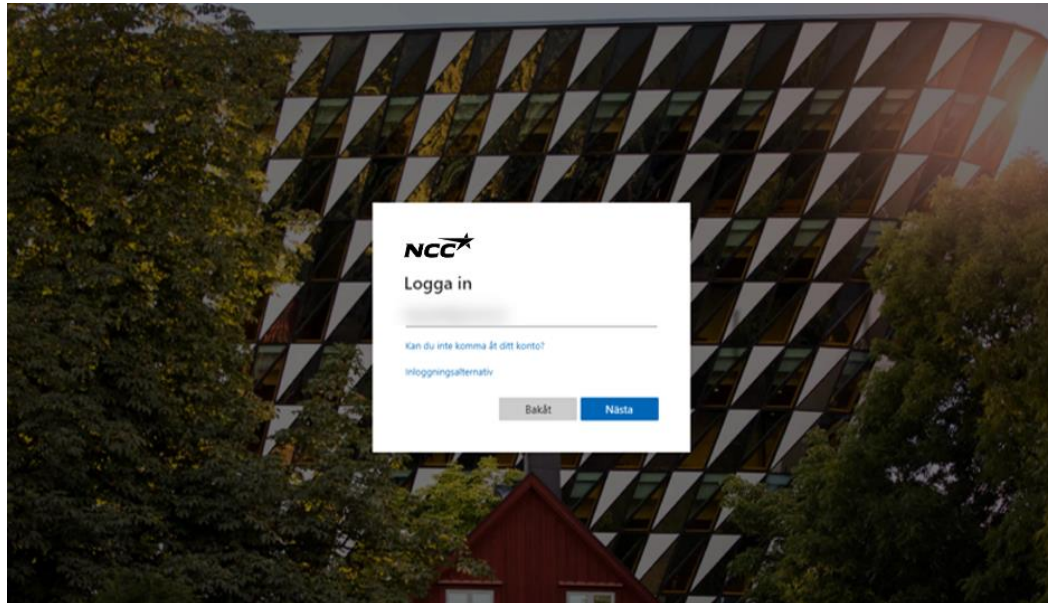 NCC
Logga in
Kan du inte komma åt ditt konto?
Inloggningsalternativ
Bakåt
Nästa